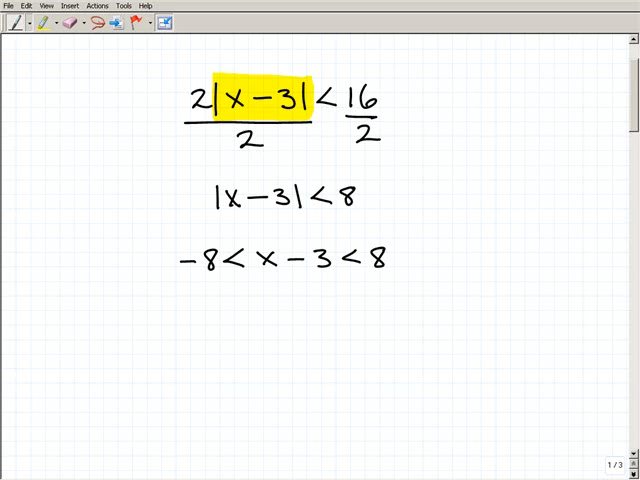 File Edit View Insert Actions Tools Help
2|x-3| < 16
2 2
|x-3| < 8
-8 < x-3 < 8
1/3